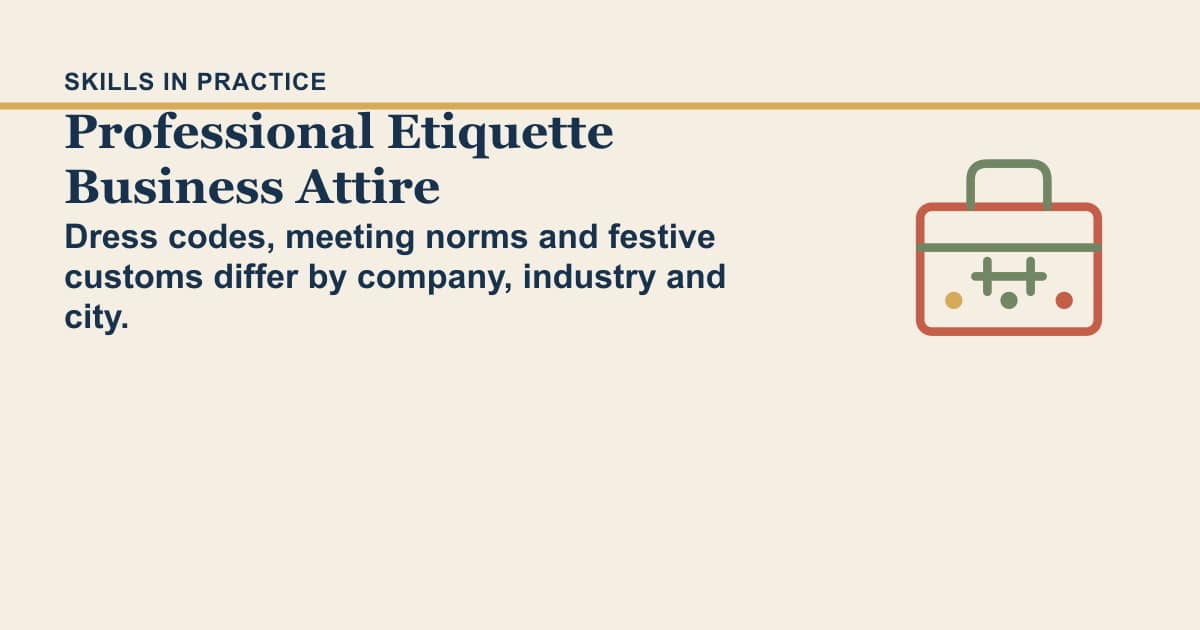 SKILLS IN PRACTICE
Professional Etiquette
Business Attire
Dress codes, meeting norms and festive
customs differ by company, industry and
city.